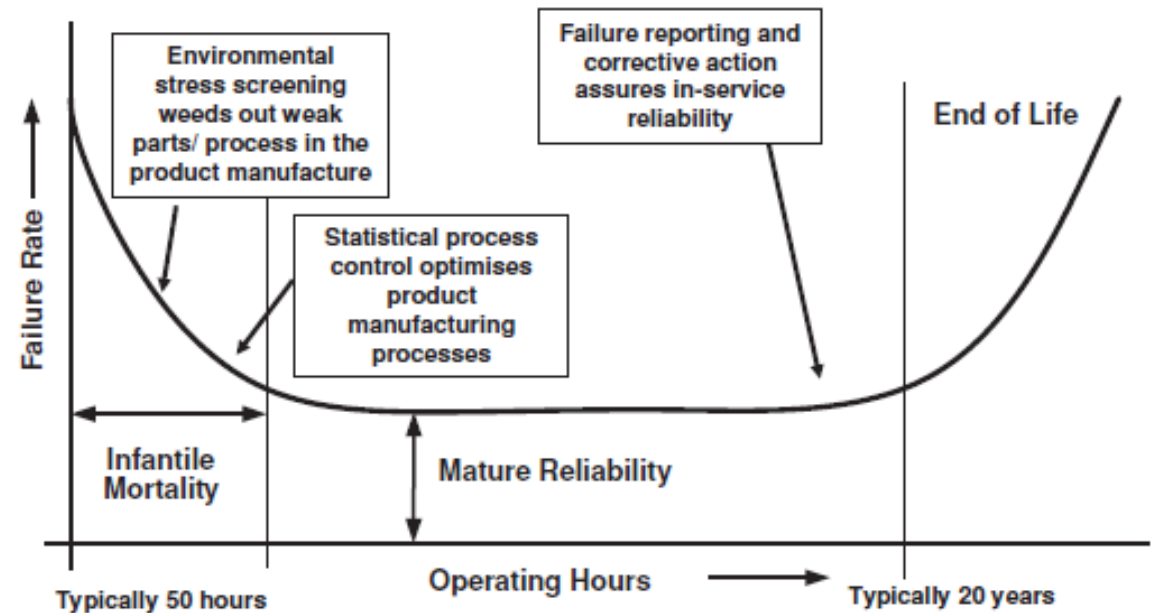 Environmental
stress screening
weeds out weak
parts/ process in the
product manufacture
Failure reporting and
corrective action
assures in-service
reliability
End of Life
Failure Rate
Statistical process
control optimises
product
manufacturing
processes
Infantile
Mortality
Mature Reliability
Operating Hours
Typically 50 hours
Typically 20 years